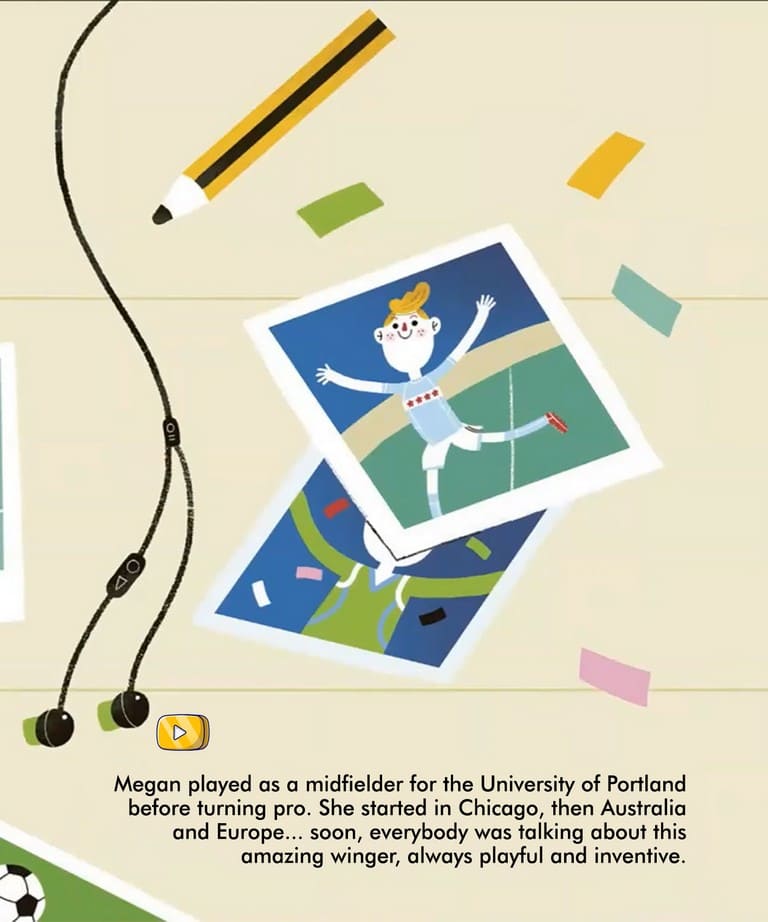 Megan played as a midfielder for the University of Portland
before turning pro. She started in Chicago, then Australia
and Europe... soon, everybody was talking about this
amazing winger, always playful and inventive.